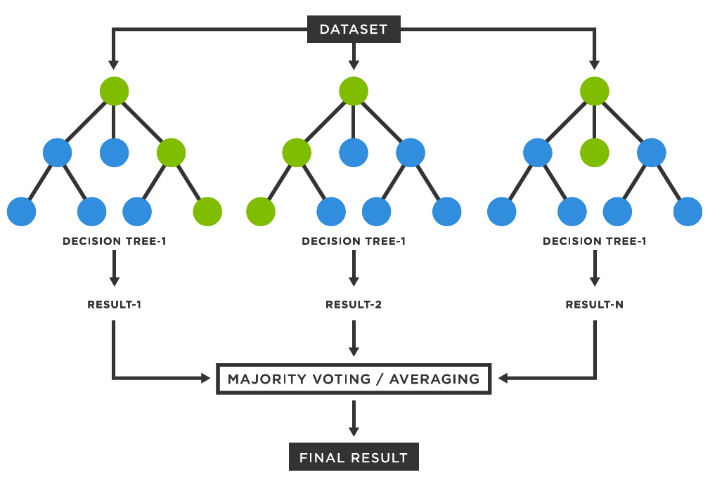 DATASET
DECISION TREE-1
DECISION TREE-1
DECISION TREE-1
RESULT-1
RESULT-2
RESULT-N
MAJORITY VOTING / AVERAGING
FINAL RESULT